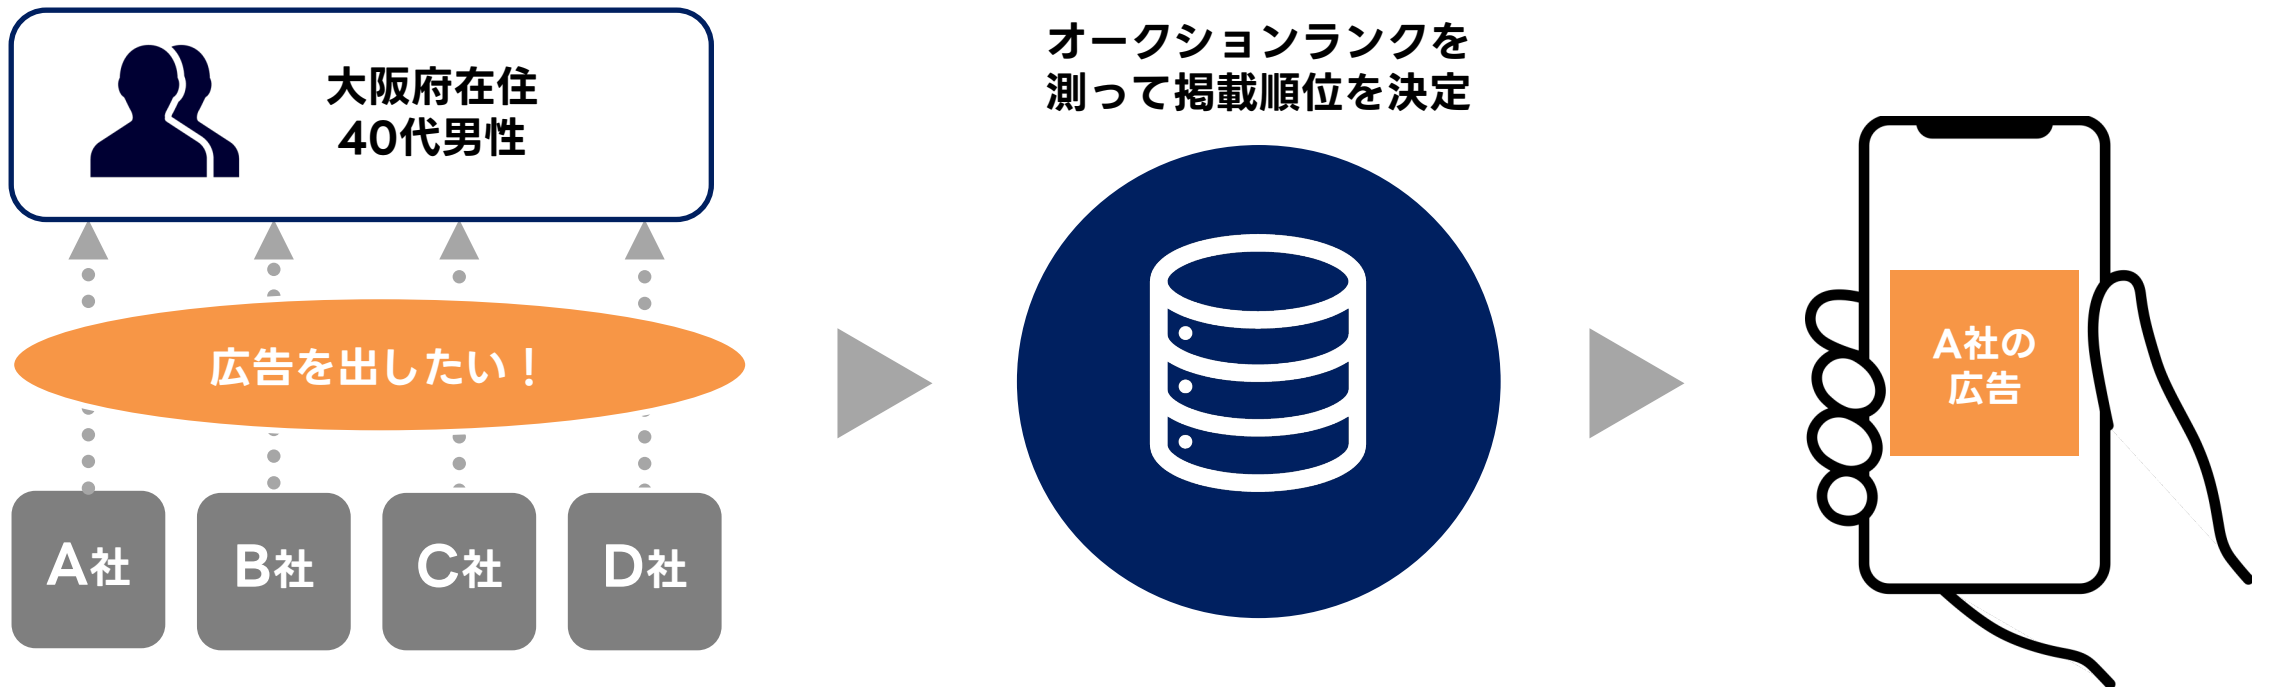 大阪府在住
40代男性
広告を出したい！
A社
B社
C社
D社
オークションランクを
測って掲載順位を決定
A社の
広告